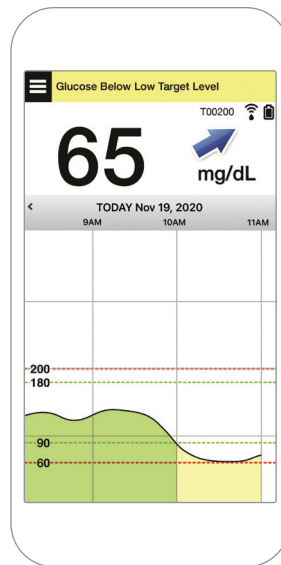 Glucose Below Low Target Level
T00200
65
mg/dL
TODAY Nov 19, 2020
9AM 10AM 11AM
200
180
90
60